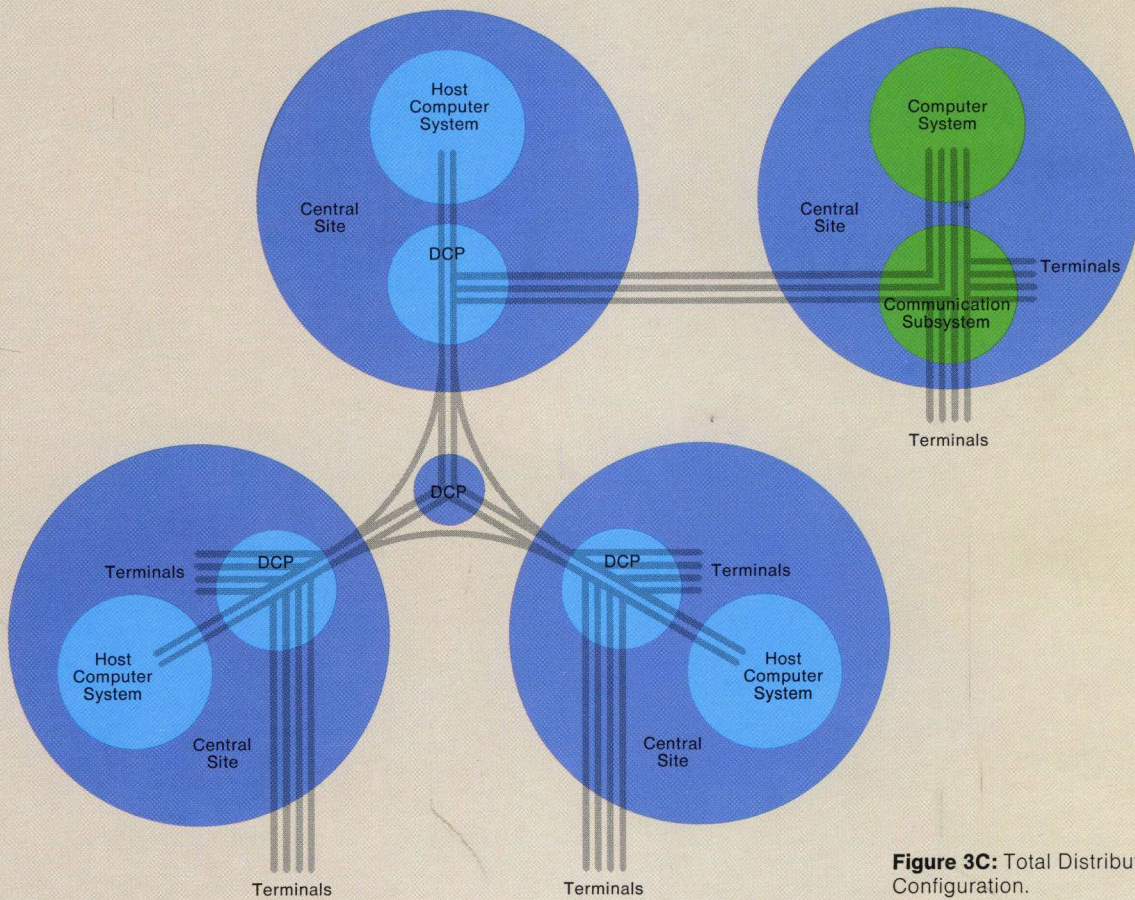 Host
Computer
System
Central
Site
DCP
Computer
System
Central
Site
Terminals
Communication
Subsystem
Terminals
DCP
DCP
Terminals
Host
Computer
System
Central
Site
Terminals
DCP
Terminals
Host
Computer
System
Central
Site
Terminals
Figure 3C: Total
Configuration.